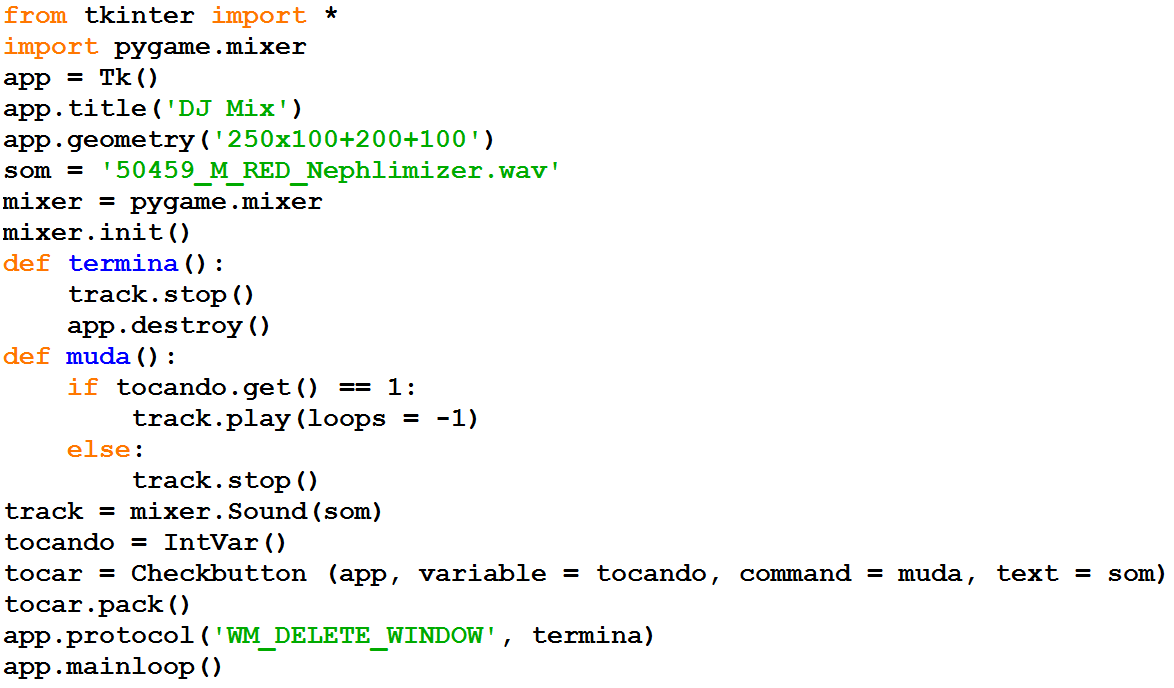 from tkinter import *
import pygame.mixer
app = Tk()
app.title('DJ Mix')
app.geometry('250x100+200+100')
som = '50459_M_RED_Nephlimizer.wav'
mixer = pygame.mixer
mixer.init()
def termina():
    track.stop()
    app.destroy()
def muda():
    if tocando.get() == 1:
        track.play(loops = -1)
    else:
        track.stop()
track = mixer.Sound(som)
tocando = IntVar()
tocar = Checkbutton (app, variable = tocando, command = muda, text = som)
tocar.pack()
app.protocol('WM_DELETE_WINDOW', termina)
app.mainloop()